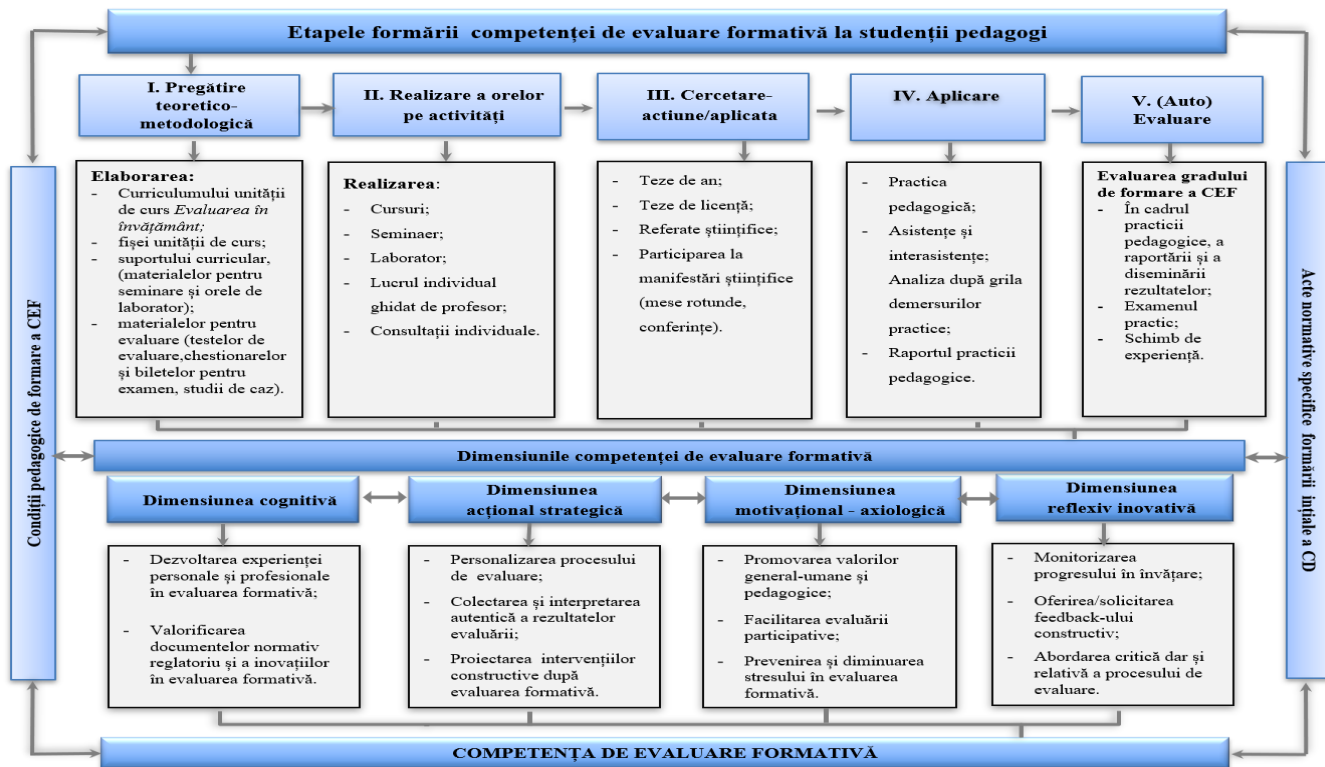 Etapele formării competenței de evaluare formativă la studenții pedagogi
I. Pregătire
teoretico-
metodologică
II. Realizare a orelor
pe activități
III. Cercetare-
actiune/aplicata
IV. Aplicare
V. (Auto)
Evaluare
Elaborarea:
- Curriculumului unității
de curs Evaluarea în
învățământ;
- fișei unității de curs;
- suportului curricular,
(materialelor pentru
seminare și orele de
laborator);
- materialelor pentru
evaluare (testelor de
evaluare,chestionarelor
și biletelor pentru
examen, studii de caz).
Realizarea:
- Cursuri;
- Seminaer;
- Laborator;
- Lucrul individual
ghidat de profesor;
- Consultații individuale.
- Teze de an;
- Teze de licență;
- Referate științifice;
- Participarea la
manifestări științifice
(mese rotunde,
conferințe).
- Practica
pedagogică;
- Asistențe și
interasistențe;
Analiza după grila
demersurilor
practice;
- Raportul practicii
pedagogice.
Evaluarea gradului
de formare a CEF
- În cadrul
practicii
pedagogice, a
raportării și a
diseminării
rezultatelor;
- Examenul
practic;
- Schimb de
experiență.
Condiții pedagogice de formare a CEF
Acte normative specifice formării ințiale a CD
Dimensiunile competenței de evaluare formativă
Dimensiunea cognitivă
Dimensiunea
acțional strategică
Dimensiunea
motivațional - axiologică
Dimensiunea
reflexiv inovativă
- Dezvoltarea experienței
personale și profesionale
în evaluarea formativă;
- Valorificarea
documentelor normativ
reglatoriu și a inovațiilor
în evaluarea formativă.
- Personalizarea procesului
de evaluare;
- Colectarea și interpretarea
autentică a rezultatelor
evaluării;
- Proiectarea intervențiilor
constructive după
evaluarea formativă.
- Promovarea valorilor
general-umane și
pedagogice;
- Facilitarea evaluării
participative;
- Prevenirea și diminuarea
stresului în evaluarea
formativă.
- Monitorizarea
progresului în învățare;
- Oferirea/solicitarea
feedback-ului
constructiv;
- Abordarea critică dar și
relativă a procesului de
evaluare.
COMPETENȚA DE EVALUARE FORMATIVĂ